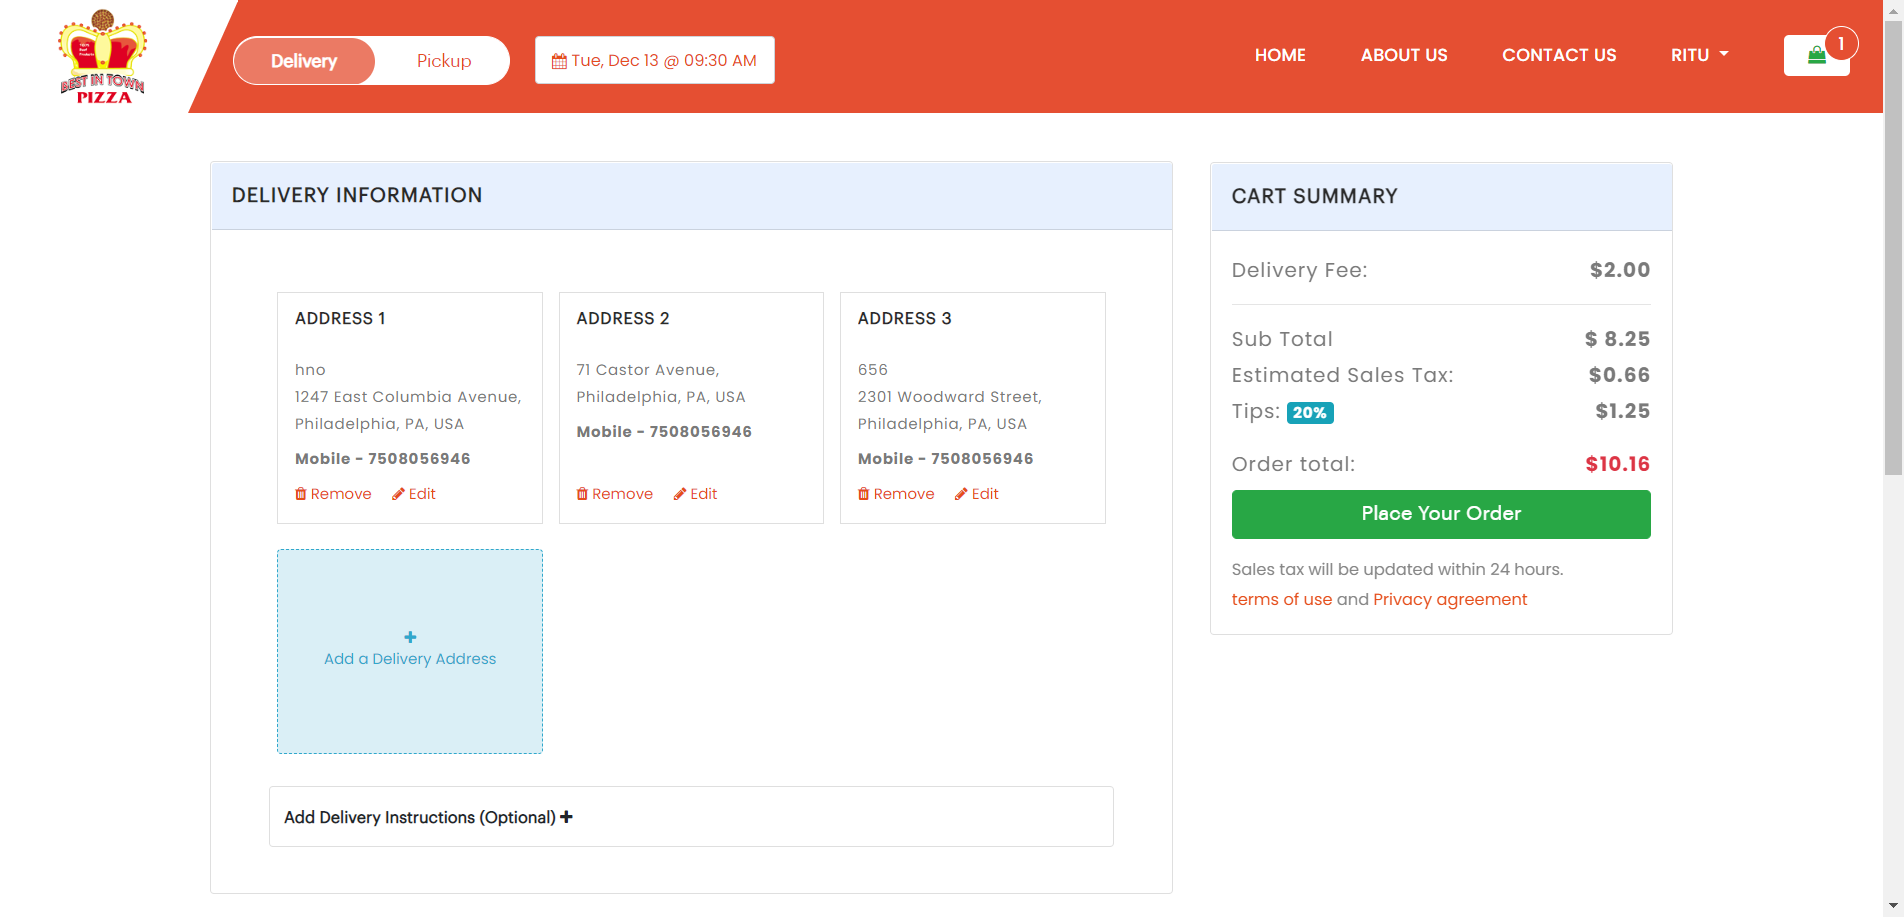 BEST IN TOWN
PIZZA
Delivery
Pickup
Tue, Dec 13 @ 09:30 AM
HOME
ABOUT US
CONTACT US
RITU
1
DELIVERY INFORMATION
ADDRESS 1
hno
1247 East Columbia Avenue,
Philadelphia, PA, USA
Mobile - 7508056946
Remove
Edit
ADDRESS 2
71 Castor Avenue,
Philadelphia, PA, USA
Mobile - 7508056946
Remove
Edit
ADDRESS 3
656
2301 Woodward Street,
Philadelphia, PA, USA
Mobile - 7508056946
Remove
Edit
+
Add a Delivery Address
Add Delivery Instructions (Optional) +
CART SUMMARY
Delivery Fee: $2.00
Sub Total $ 8.25
Estimated Sales Tax: $0.66
Tips: 20% $1.25
Order total: $10.16
Place Your Order
Sales tax will be updated within 24 hours.
terms of use and Privacy agreement